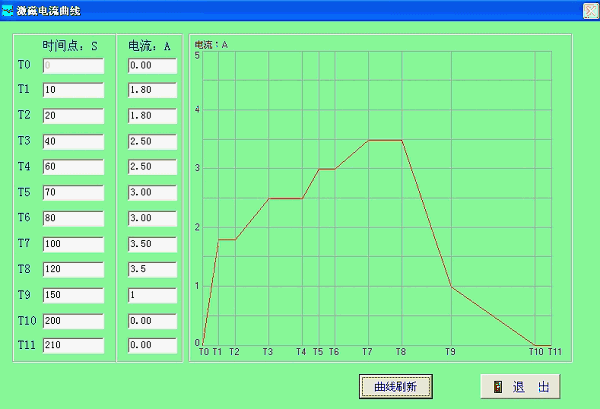 激磁电流曲线
时间点: S 电流: A
T0 0 0.00
T1 10 1.80
T2 20 1.80
T3 40 2.50
T4 60 2.50
T5 70 3.00
T6 80 3.00
T7 100 3.50
T8 120 3.5
T9 150 1
T10 200 0.00
T11 210 0.00
电流: A
5
4
3
2
1
0
T0 T1 T2 T3 T4 T5 T6 T7 T8 T9 T10 T11
曲线刷新 退 出